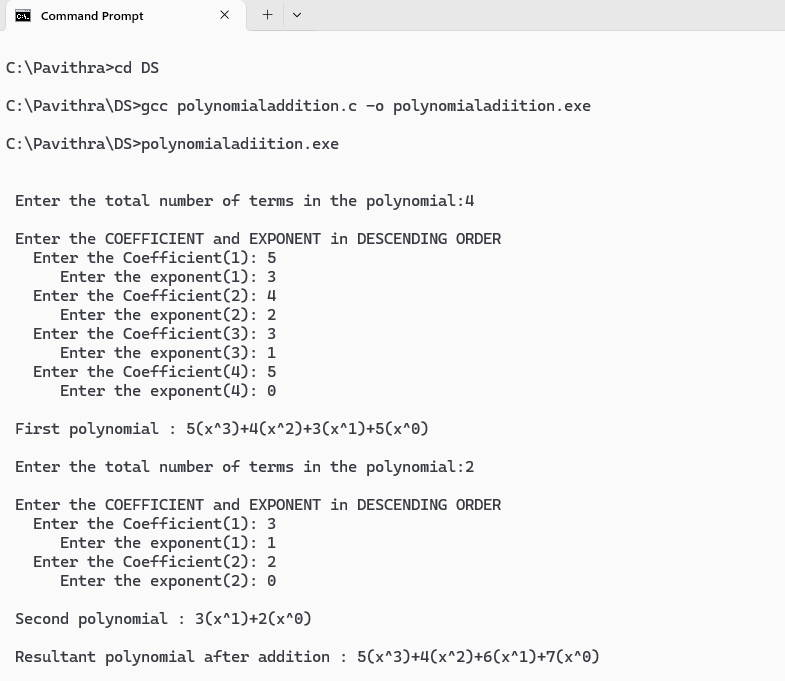 Command Prompt
C:\Pavithra>cd DS
C:\Pavithra\DS>gcc polynomialaddition.c -o polynomialadiition.exe
C:\Pavithra\DS>polynomialadiition.exe
Enter the total number of terms in the polynomial:4
Enter the COEFFICIENT and EXPONENT in DESCENDING ORDER
Enter the Coefficient(1): 5
Enter the exponent(1): 3
Enter the Coefficient(2): 4
Enter the exponent(2): 2
Enter the Coefficient(3): 3
Enter the exponent(3): 1
Enter the Coefficient(4): 5
Enter the exponent(4): 0
First polynomial : 5(x^3)+4(x^2)+3(x^1)+5(x^0)
Enter the total number of terms in the polynomial:2
Enter the COEFFICIENT and EXPONENT in DESCENDING ORDER
Enter the Coefficient(1): 3
Enter the exponent(1): 1
Enter the Coefficient(2): 2
Enter the exponent(2): 0
Second polynomial : 3(x^1)+2(x^0)
Resultant polynomial after addition : 5(x^3)+4(x^2)+6(x^1)+7(x^0)